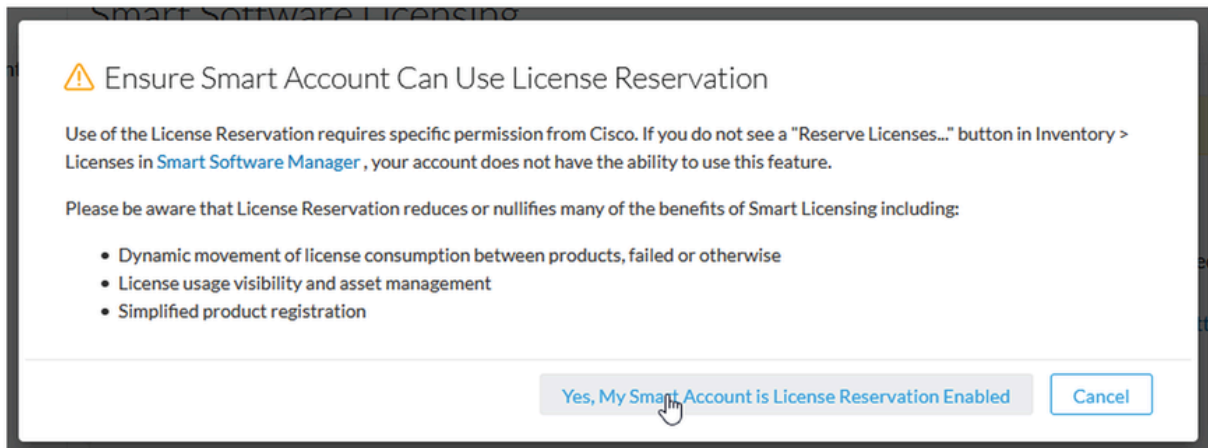 Smart Software Licensing
Ensure Smart Account Can Use License Reservation
Use of the License Reservation requires specific permission from Cisco. If you do not see a "Reserve Licenses..." button in Inventory >
Licenses in Smart Software Manager , your account does not have the ability to use this feature.
Please be aware that License Reservation reduces or nullifies many of the benefits of Smart Licensing including:
• Dynamic movement of license consumption between products, failed or otherwise
• License usage visibility and asset management
• Simplified product registration
Yes, My Smart Account is License Reservation Enabled
Cancel